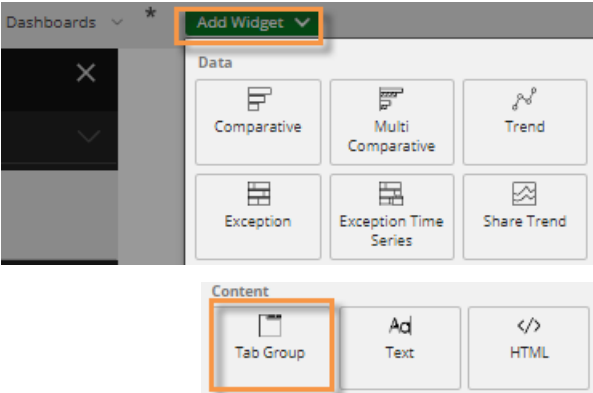 Dashboards * Add Widget
Data
Comparative Multi Comparative Trend
Exception Exception Time Series Share Trend
Content
Ad </>
Tab Group Text HTML